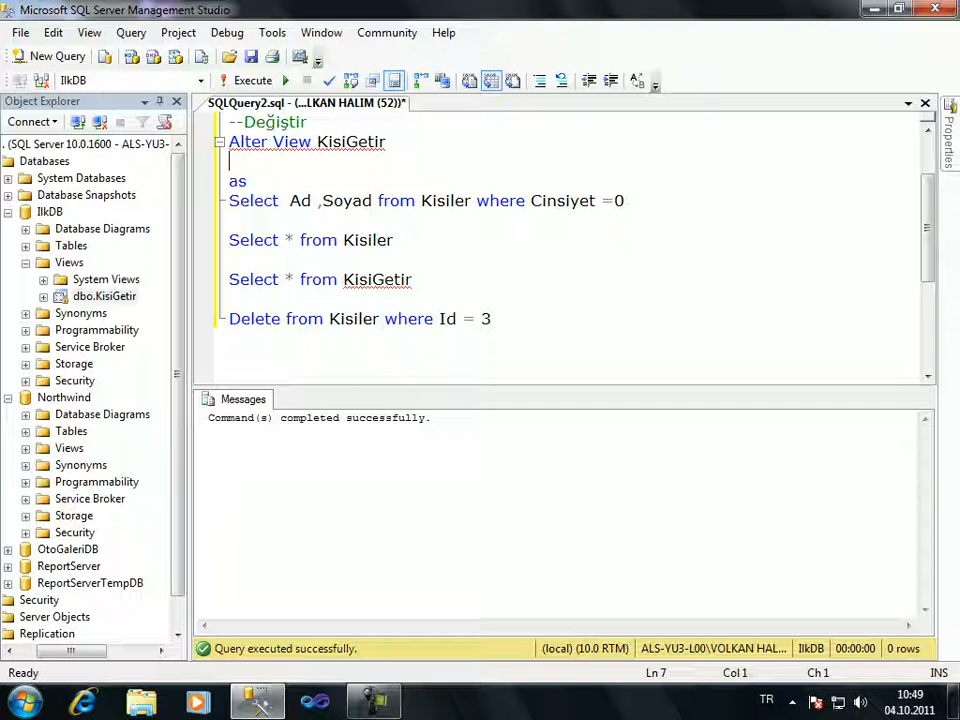 Microsoft SQL Server Management Studio
File Edit View Query Project Debug Tools Window Community Help
New Query
IlkDB Execute
Object Explorer
SQLQuery2.sql - (...LKAN HALIM (52))*
Connect
. (SQL Server 10.0.1600 - ALS-YU3-
Databases
System Databases
Database Snapshots
IlkDB
Database Diagrams
Tables
Views
System Views
dbo.KisiGetir
Synonyms
Programmability
Service Broker
Storage
Security
Northwind
Database Diagrams
Tables
Views
Synonyms
Programmability
Service Broker
Storage
Security
OtoGaleriDB
ReportServer
ReportServerTempDB
Security
Server Objects
Replication
--Değiştir
Alter View KisiGetir
as
Select Ad ,Soyad from Kisiler where Cinsiyet =0
Select * from Kisiler
Select * from KisiGetir
Delete from Kisiler where Id = 3
Messages
Command(s) completed successfully.
Query executed successfully. (local) (10.0 RTM) ALS-YU3-L00\VOLKAN HAL... IlkDB 00:00:00 0 rows
Ready Ln 7 Col 1 Ch 1 INS
TR 10:49
04.10.2011
Properties